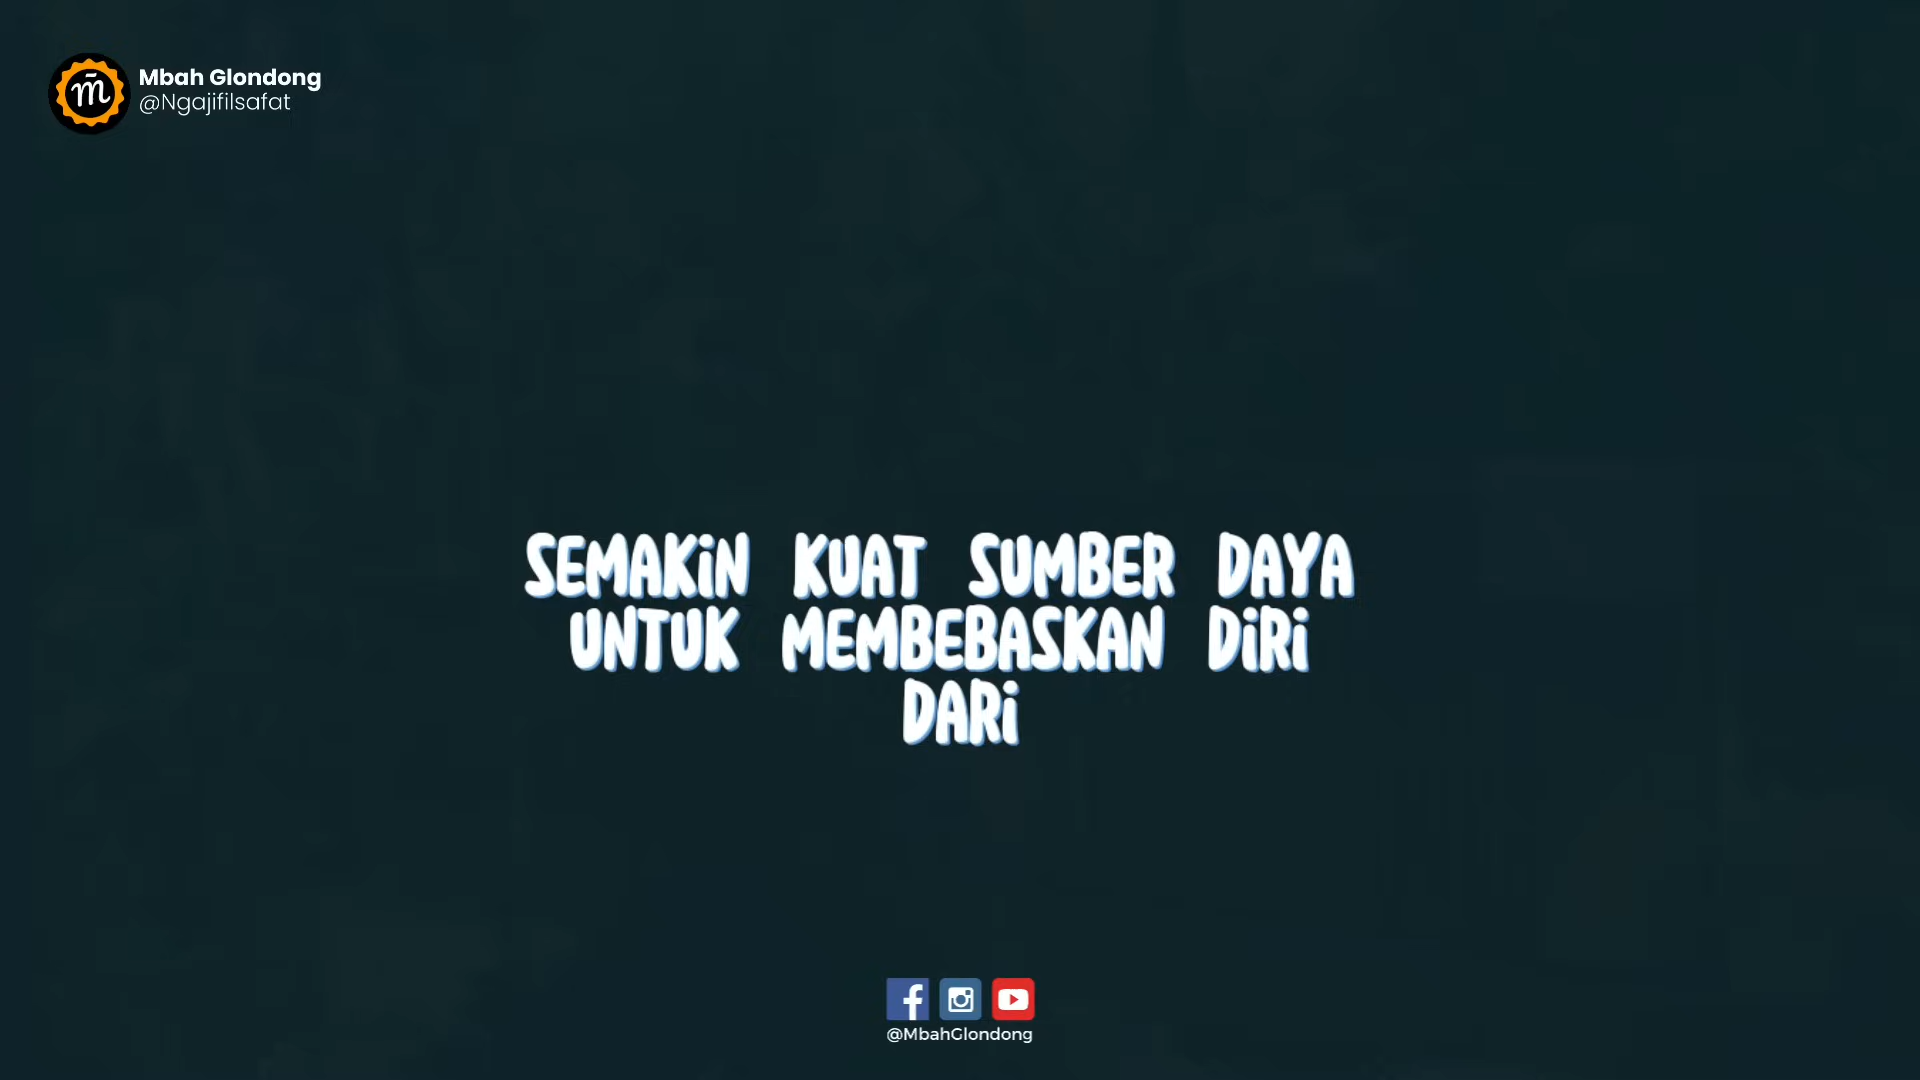 Mbah Glondong
@Ngajifilsafat
SEMAKiN KUAT SUMBER DAYA
UNTUK MEMBEBASKAN DiRi
DARi
@MbahGlondong